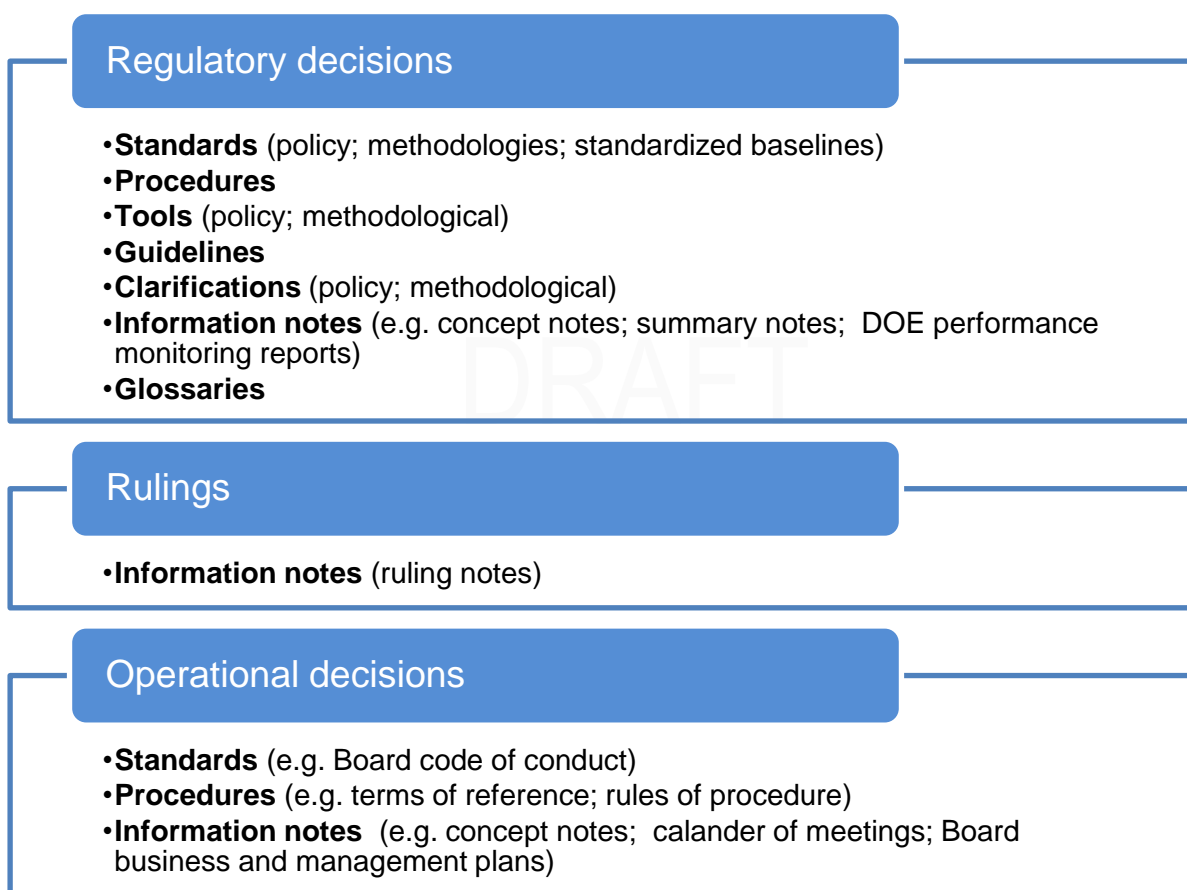 Regulatory decisions
•Standards (policy; methodologies; standardized baselines)
•Procedures
•Tools (policy; methodological)
•Guidelines
•Clarifications (policy; methodological)
•Information notes (e.g. concept notes; summary notes;  DOE performance
monitoring reports)
DRAFT
•Glossaries
Rulings
•Information notes (ruling notes)
Operational decisions
•Standards (e.g. Board code of conduct)
•Procedures (e.g. terms of reference; rules of procedure)
•Information notes  (e.g. concept notes;  calander of meetings; Board
business and management plans)